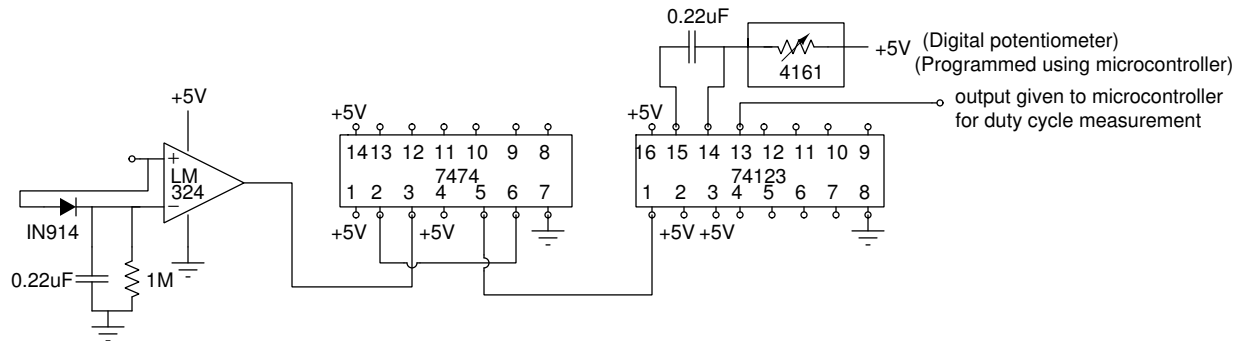 0.22uF
4161
+5V
(Digital potentiometer)
(Programmed using microcontroller)
output given to microcontroller
for duty cycle measurement
+5V
+
LM
324
−
IN914
0.22uF
1M
+5V
14 13 12 11 10 9 8
7474
1 2 3 4 5 6 7
+5V
+5V
+5V
16 15 14 13 12 11 10 9
74123
1 2 3 4 5 6 7 8
+5V +5V